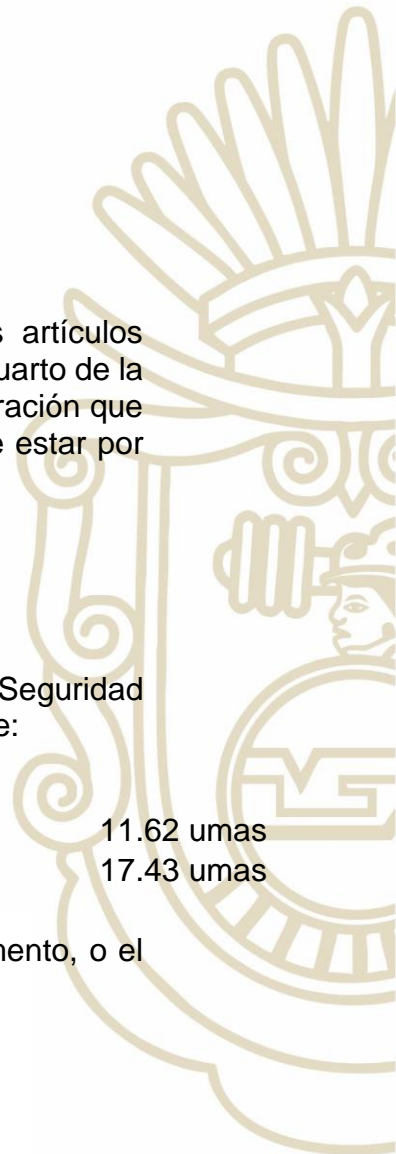 s artículos
uarto de la
ración que
e estar por
Seguridad
e:
11.62 umas
17.43 umas
mento, o el